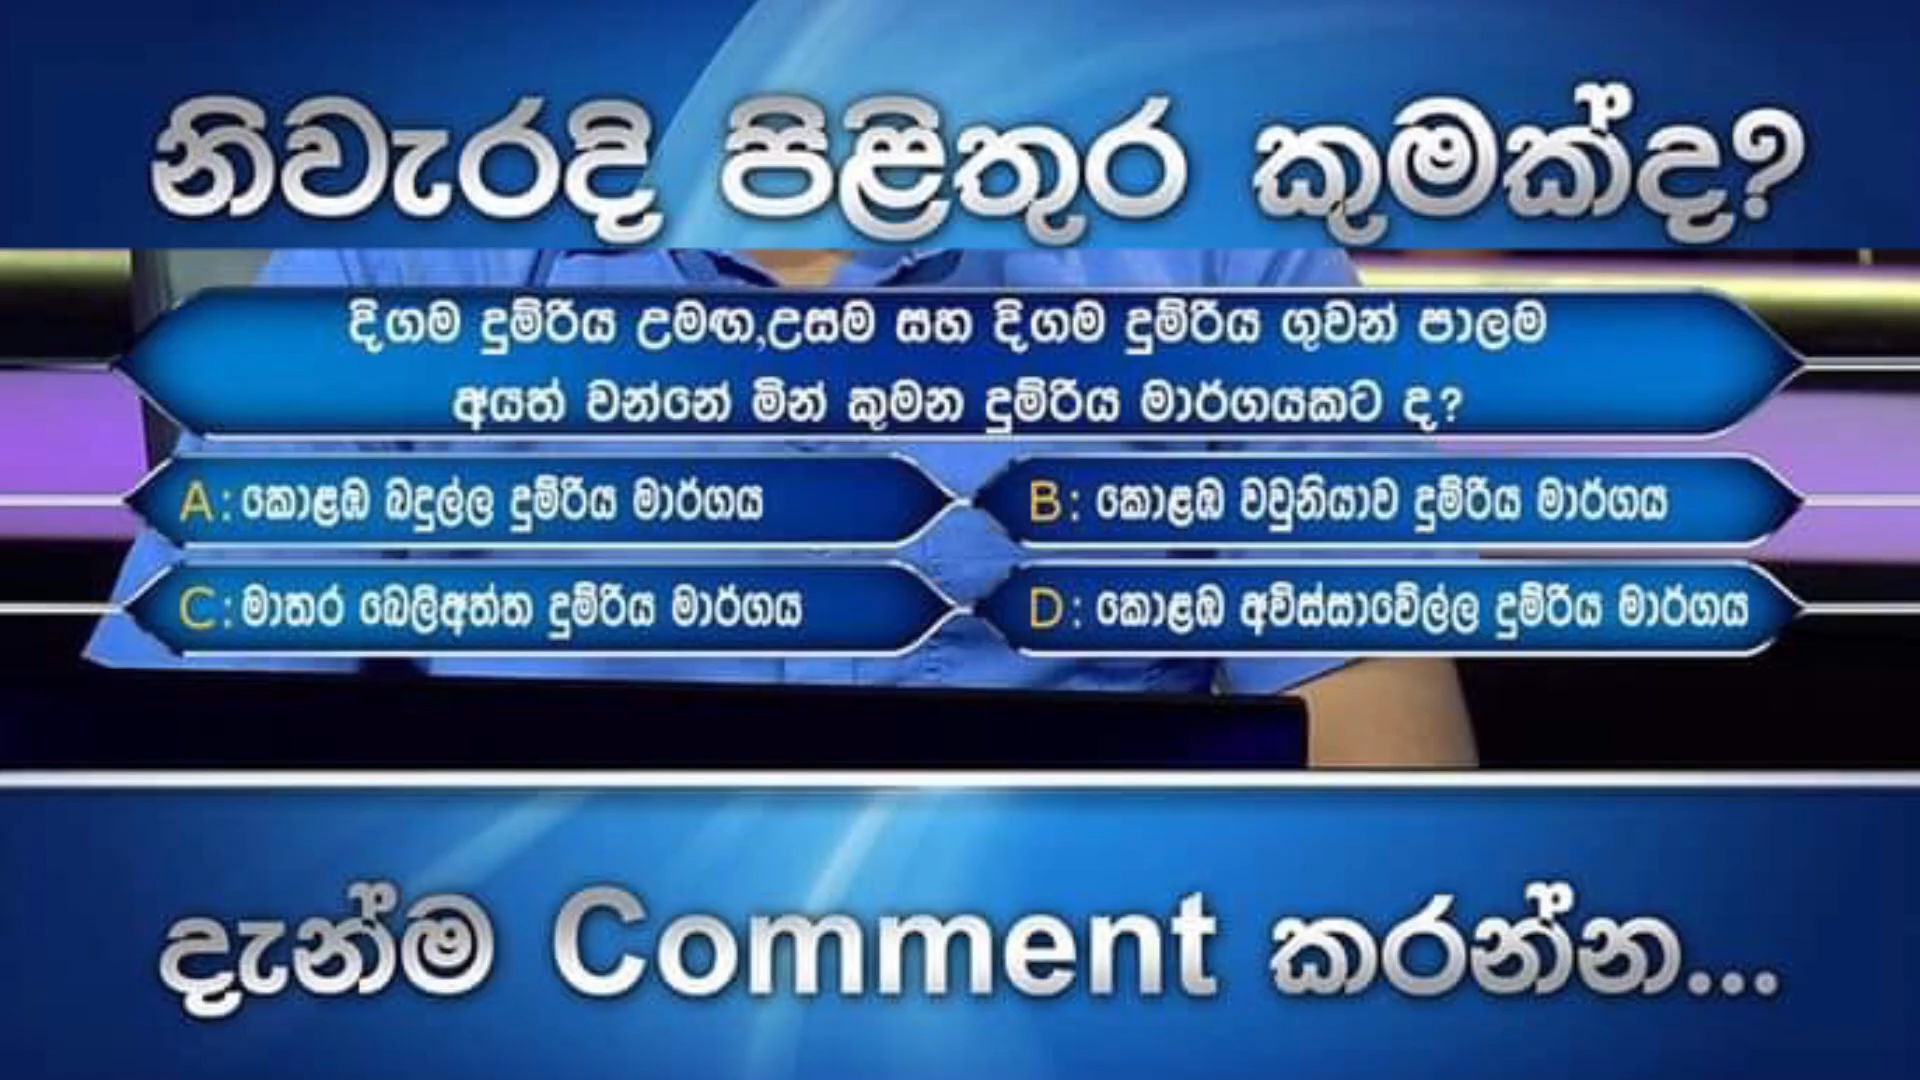 නිවැරදි පිළිතුර කුමක්ද?
දිගම දුම්රිය උමඟ,උසම සහ දිගම දුම්රිය ගුවන් පාලම
අයත් වන්නේ මින් කුමන දුම්රිය මාර්ගයකට ද?
A: කොළඹ බදුල්ල දුම්රිය මාර්ගය
B: කොළඹ වවුනියාව දුම්රිය මාර්ගය
C: මාතර බෙලිඅත්ත දුම්රිය මාර්ගය
D: කොළඹ අවිස්සාවේල්ල දුම්රිය මාර්ගය
දැන්ම Comment කරන්න...